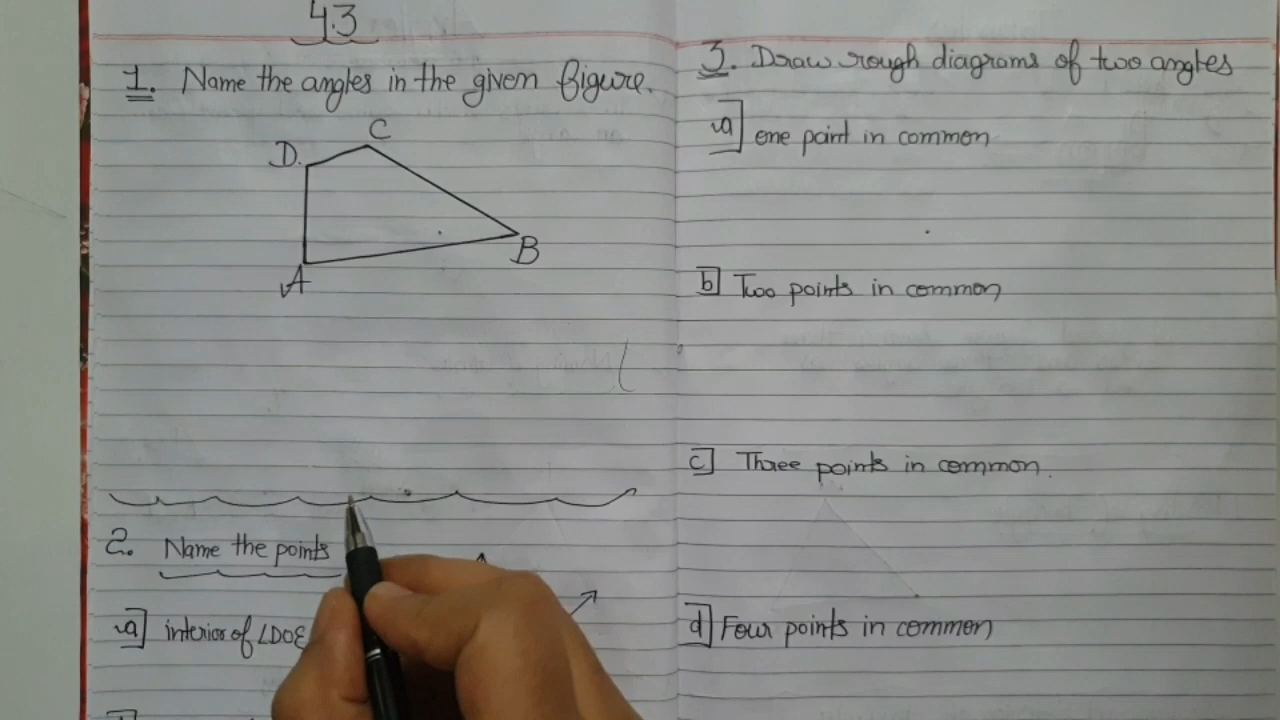 4.3
1. Name the angles in the given figure.
D
C
B
A
2. Name the points
a] interior of ∠DOE
3. Draw rough diagrams of two angles
a] one point in common
b] Two points in common
c] Three points in common.
d] Four points in common